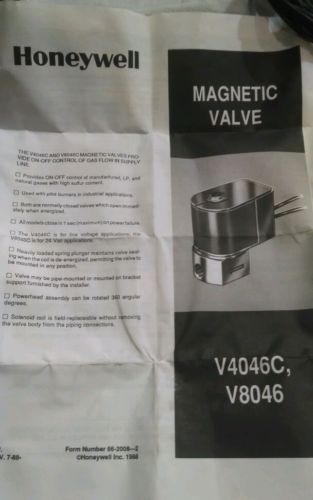 Honeywell
MAGNETIC
VALVE
THE V4046C AND V8046 MAGNETIC VALVES PRO-
VIDE ON-OFF CONTROL OF GAS FLOW IN SUPPLY
LINE.
☐ Provides ON-OFF control of manufactured, LP, and
natural gases with high sulfur content.
☐ Used with pilot burners in industrial applications.
☐ Both are normally closed valves which open immedi-
ately when energized.
☐ All models close in 1 sec (maximum) on power failure.
☐ The V4046C is for line voltage applications, the
V8046C is for 24 Vac applications.
☐ Heavily loaded spring plunger maintains valve seat-
ing when the coil is de-energized, permitting the valve to
be mounted in any position.
☐ Valve may be pipe-mounted or mounted on bracket
support furnished by the installer.
☐ Powerhead assembly can be rotated 360 angular
degrees.
☐ Solenoid coil is field-replaceable without removing
the valve body from the piping connections.
V4046C,
V8046
V. 7-88-
Form Number 66-2008—2
©Honeywell Inc. 1988